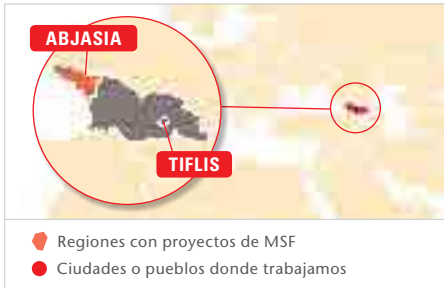 ABJASIA
TIFLIS
Regiones con proyectos de MSF
Ciudades o pueblos donde trabajamos